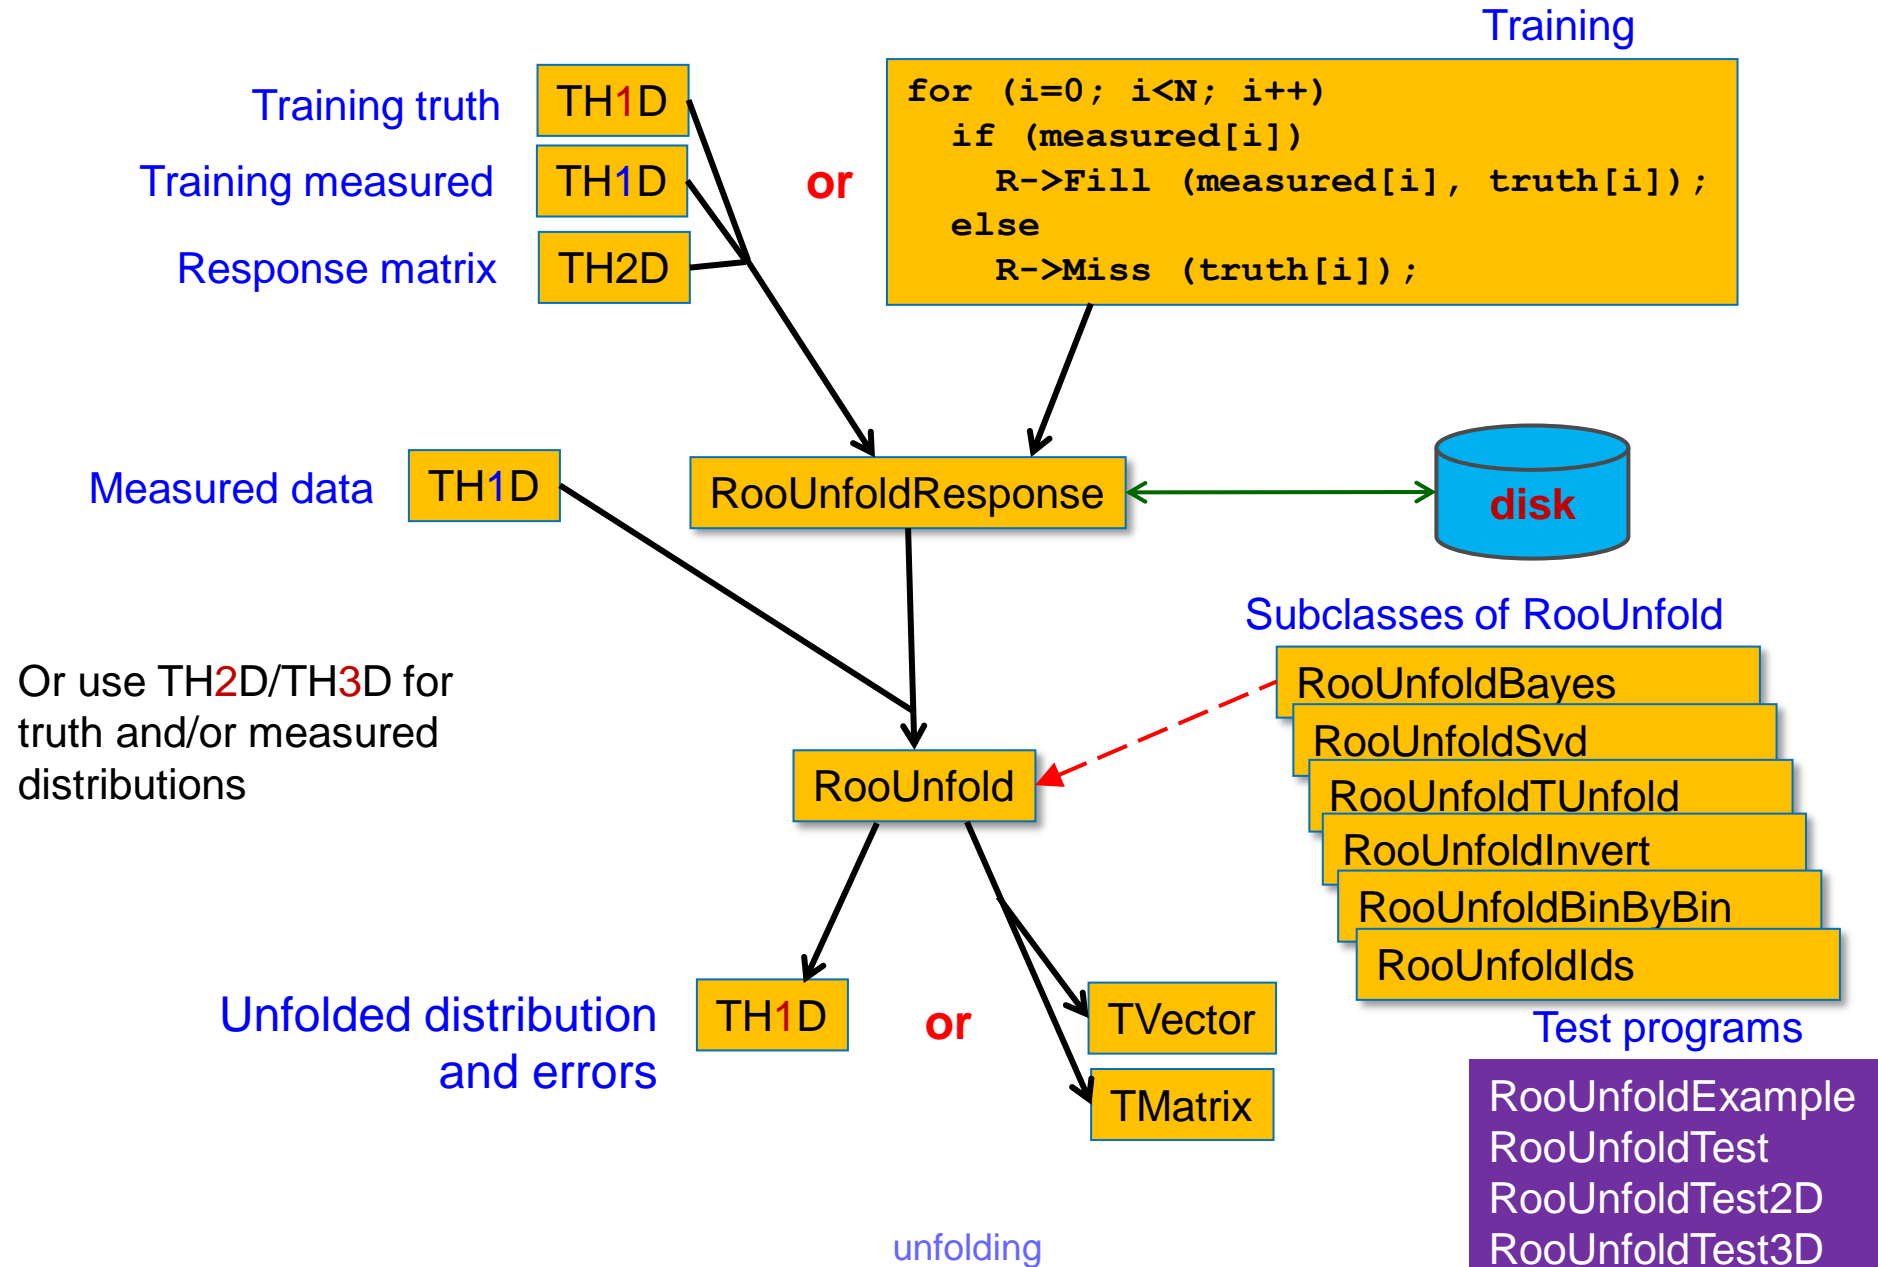 Training
Training truth
TH1D
Training measured
TH1D
Response matrix
TH2D
or
for (i=0; i<N; i++)
if (measured[i])
R->Fill (measured[i], truth[i]);
else
R->Miss (truth[i]);
Measured data
TH1D
RooUnfoldResponse
disk
Or use TH2D/TH3D for
truth and/or measured
distributions
RooUnfold
Subclasses of RooUnfold
RooUnfoldBayes
RooUnfoldSvd
RooUnfoldTUnfold
RooUnfoldInvert
RooUnfoldBinByBin
RooUnfoldIds
Unfolded distribution
and errors
TH1D
or
TVector
TMatrix
Test programs
RooUnfoldExample
RooUnfoldTest
RooUnfoldTest2D
RooUnfoldTest3D
unfolding